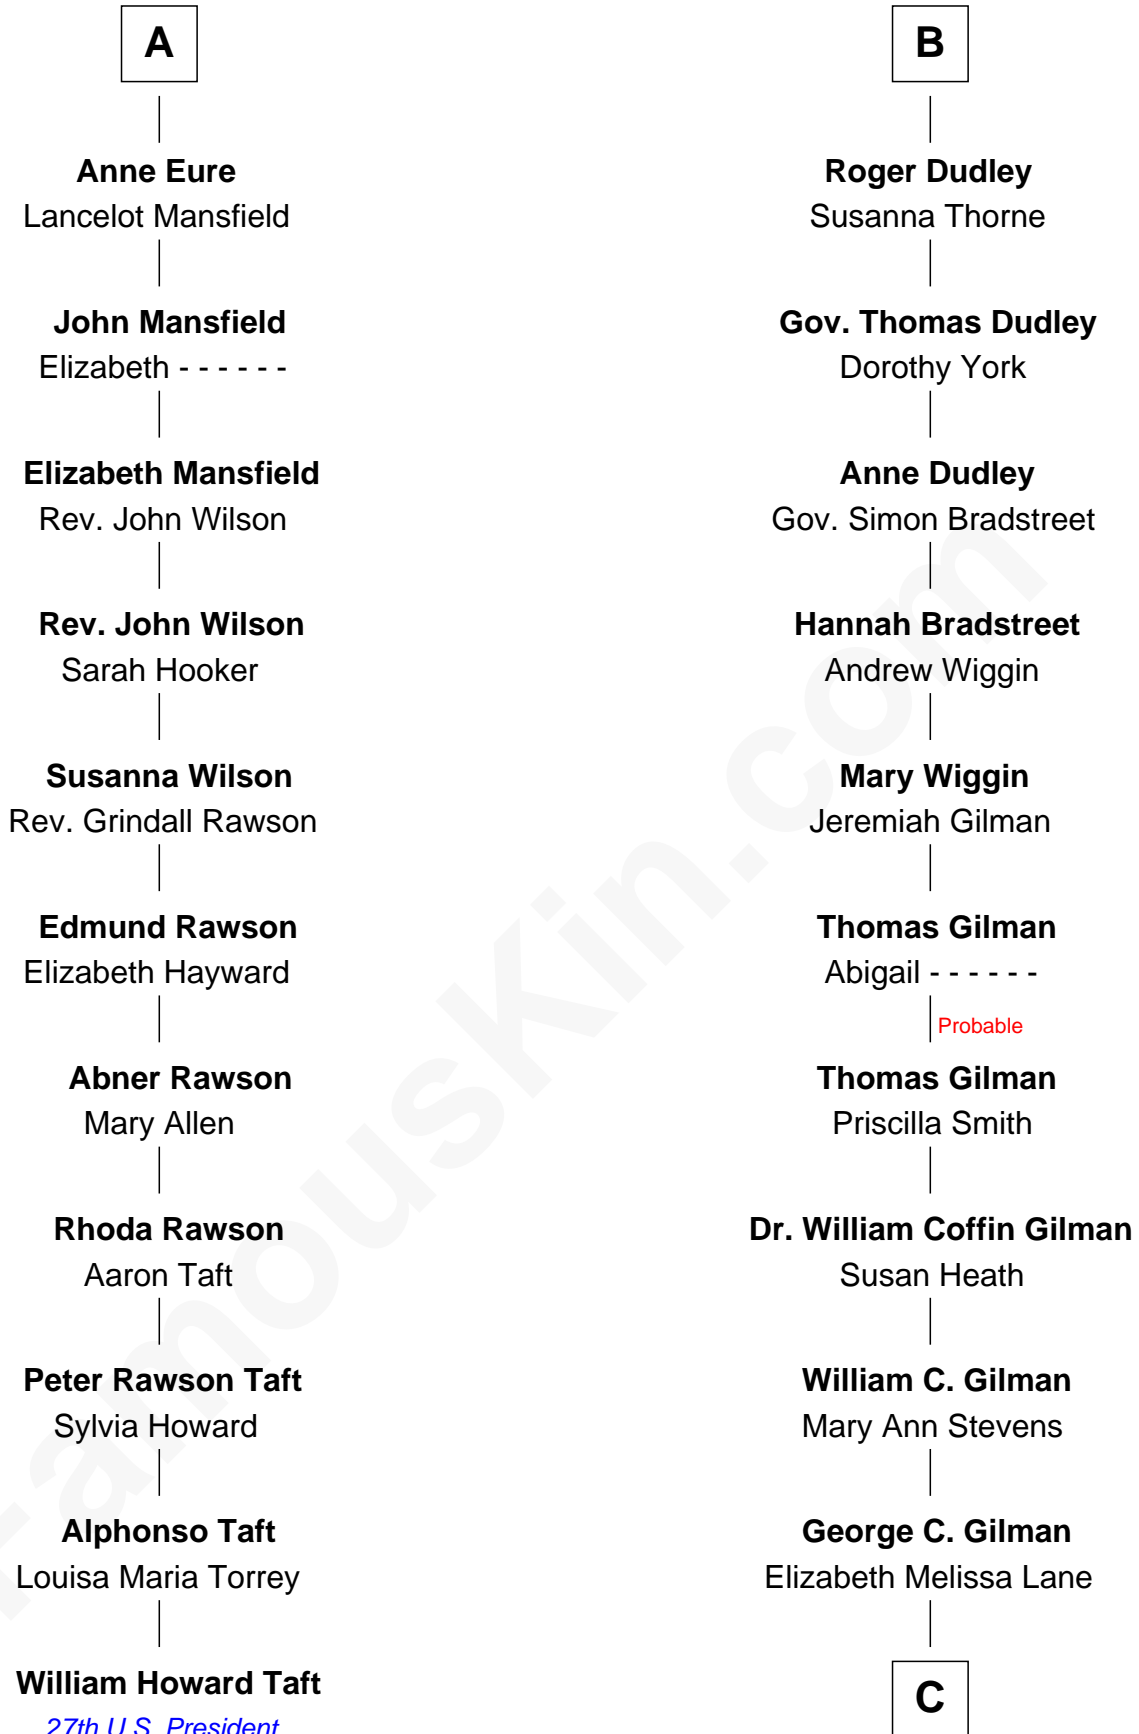 A
Anne Eure
Lancelot Mansfield
John Mansfield
Elizabeth - - - - - -
Elizabeth Mansfield
Rev. John Wilson
Rev. John Wilson
Sarah Hooker
Susanna Wilson
Rev. Grindall Rawson
Edmund Rawson
Elizabeth Hayward
Abner Rawson
Mary Allen
Rhoda Rawson
Aaron Taft
Peter Rawson Taft
Sylvia Howard
Alphonso Taft
Louisa Maria Torrey
William Howard Taft
27th U.S. President
B
Roger Dudley
Susanna Thorne
Gov. Thomas Dudley
Dorothy York
Anne Dudley
Gov. Simon Bradstreet
Hannah Bradstreet
Andrew Wiggin
Mary Wiggin
Jeremiah Gilman
Thomas Gilman
Abigail - - - - - -
Probable
Thomas Gilman
Priscilla Smith
Dr. William Coffin Gilman
Susan Heath
William C. Gilman
Mary Ann Stevens
George C. Gilman
Elizabeth Melissa Lane
C
FamousKin.com